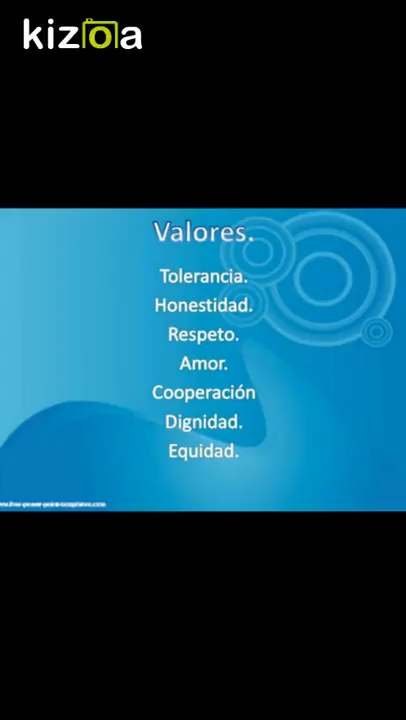 kizoa
Valores.
Tolerancia.
Honestidad.
Respeto.
Amor.
Cooperación
Dignidad.
Equidad.